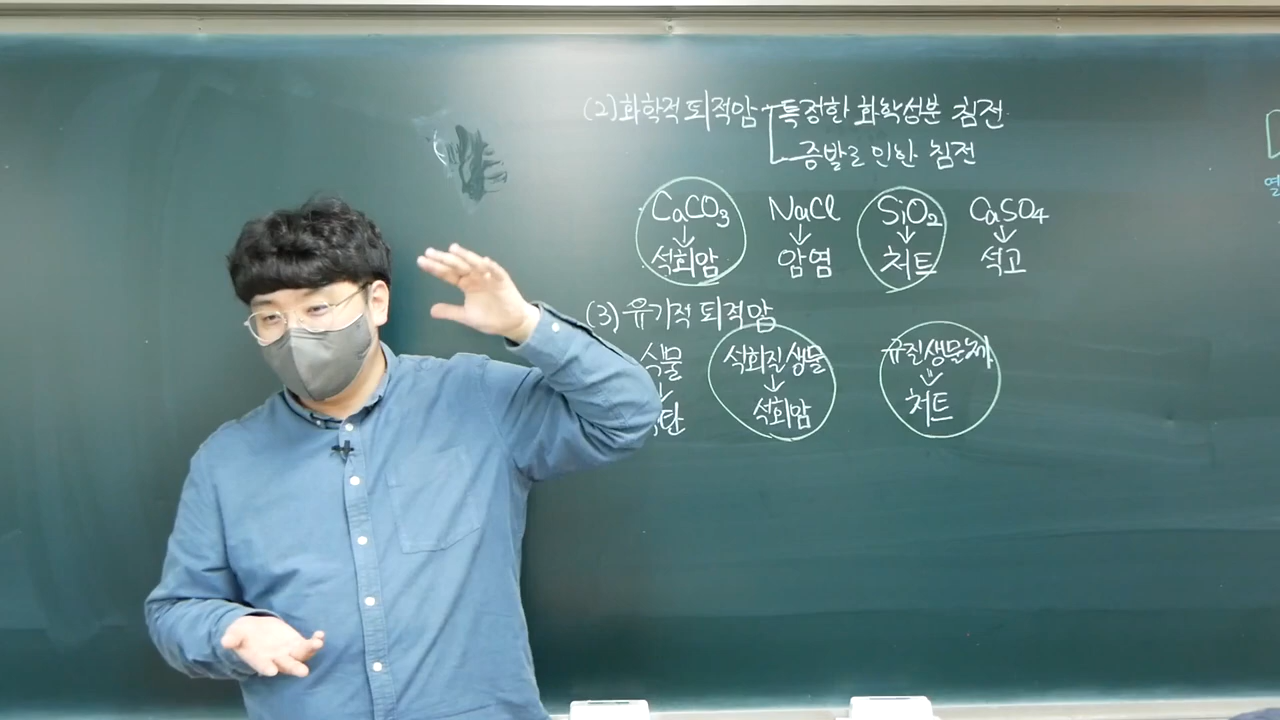 (2) 화학적 퇴적암 특정한 화학성분 침전
증발로 인한 침전
CaCO₃ NaCl SiO₂ CaSO₄
↓ ↓ ↓ ↓
석회암 암염 처트 석고
(3) 유기적 퇴적암
식물 석회질생물 규질생물체
↓ ↓ ↓
탄 석회암 처트
열